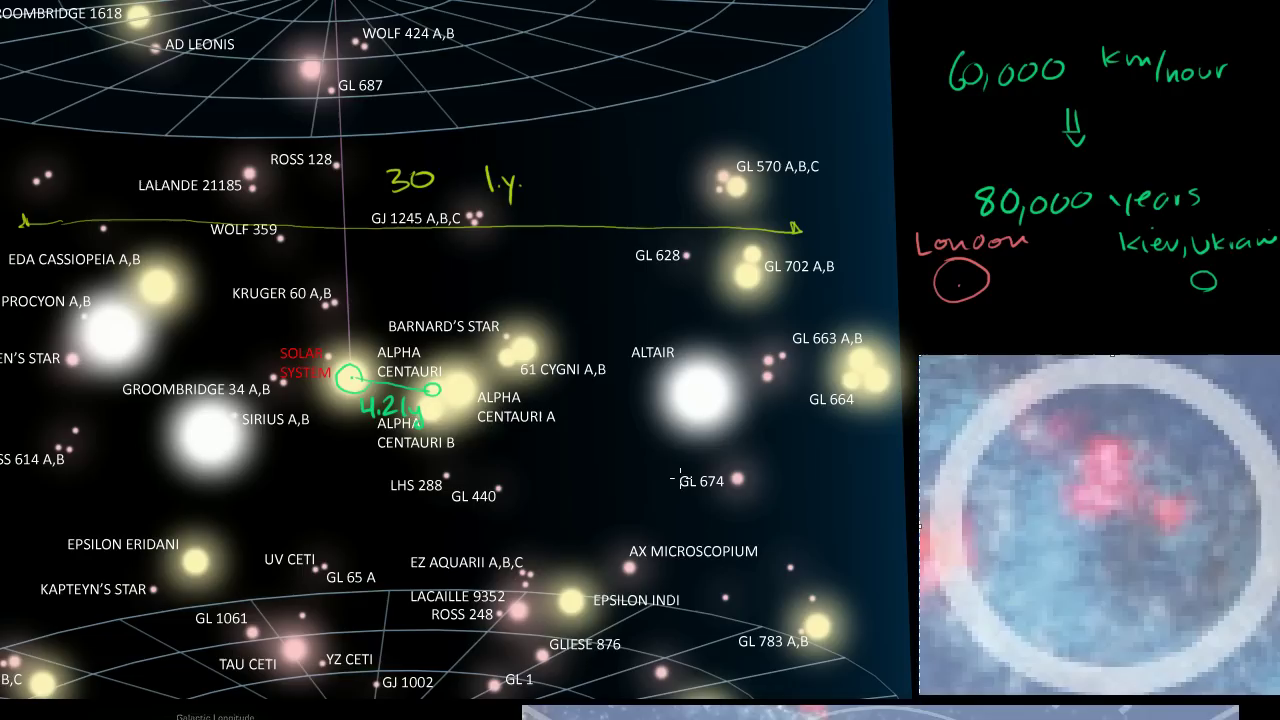 ROOMBRIDGE 1618
AD LEONIS
WOLF 424 A,B
GL 687
60,000 km/hour
ROSS 128
LALANDE 21185
30 l.y.
GL 570 A,B,C
80,000 years
GJ 1245 A,B,C
WOLF 359
London
Kiev, Ukrain
EDA CASSIOPEIA A,B
GL 628
GL 702 A,B
PROCYON A,B
KRUGER 60 A,B
BARNARD'S STAR
GL 663 A,B
EN'S STAR
SOLAR
SYSTEM
ALPHA
CENTAURI
61 CYGNI A,B
ALTAIR
GROOMBRIDGE 34 A,B
4.2 ly
ALPHA
CENTAURI A
GL 664
SIRIUS A,B
ALPHA
CENTAURI B
SS 614 A,B
LHS 288
GL 440
GL 674
EPSILON ERIDANI
UV CETI
GL 65 A
EZ AQUARII A,B,C
AX MICROSCOPIUM
KAPTEYN'S STAR
LACAILLE 9352
ROSS 248
EPSILON INDI
GL 1061
GLIESE 876
GL 783 A,B
TAU CETI
YZ CETI
B,C
GJ 1002
GL 1
Galactic Longitude